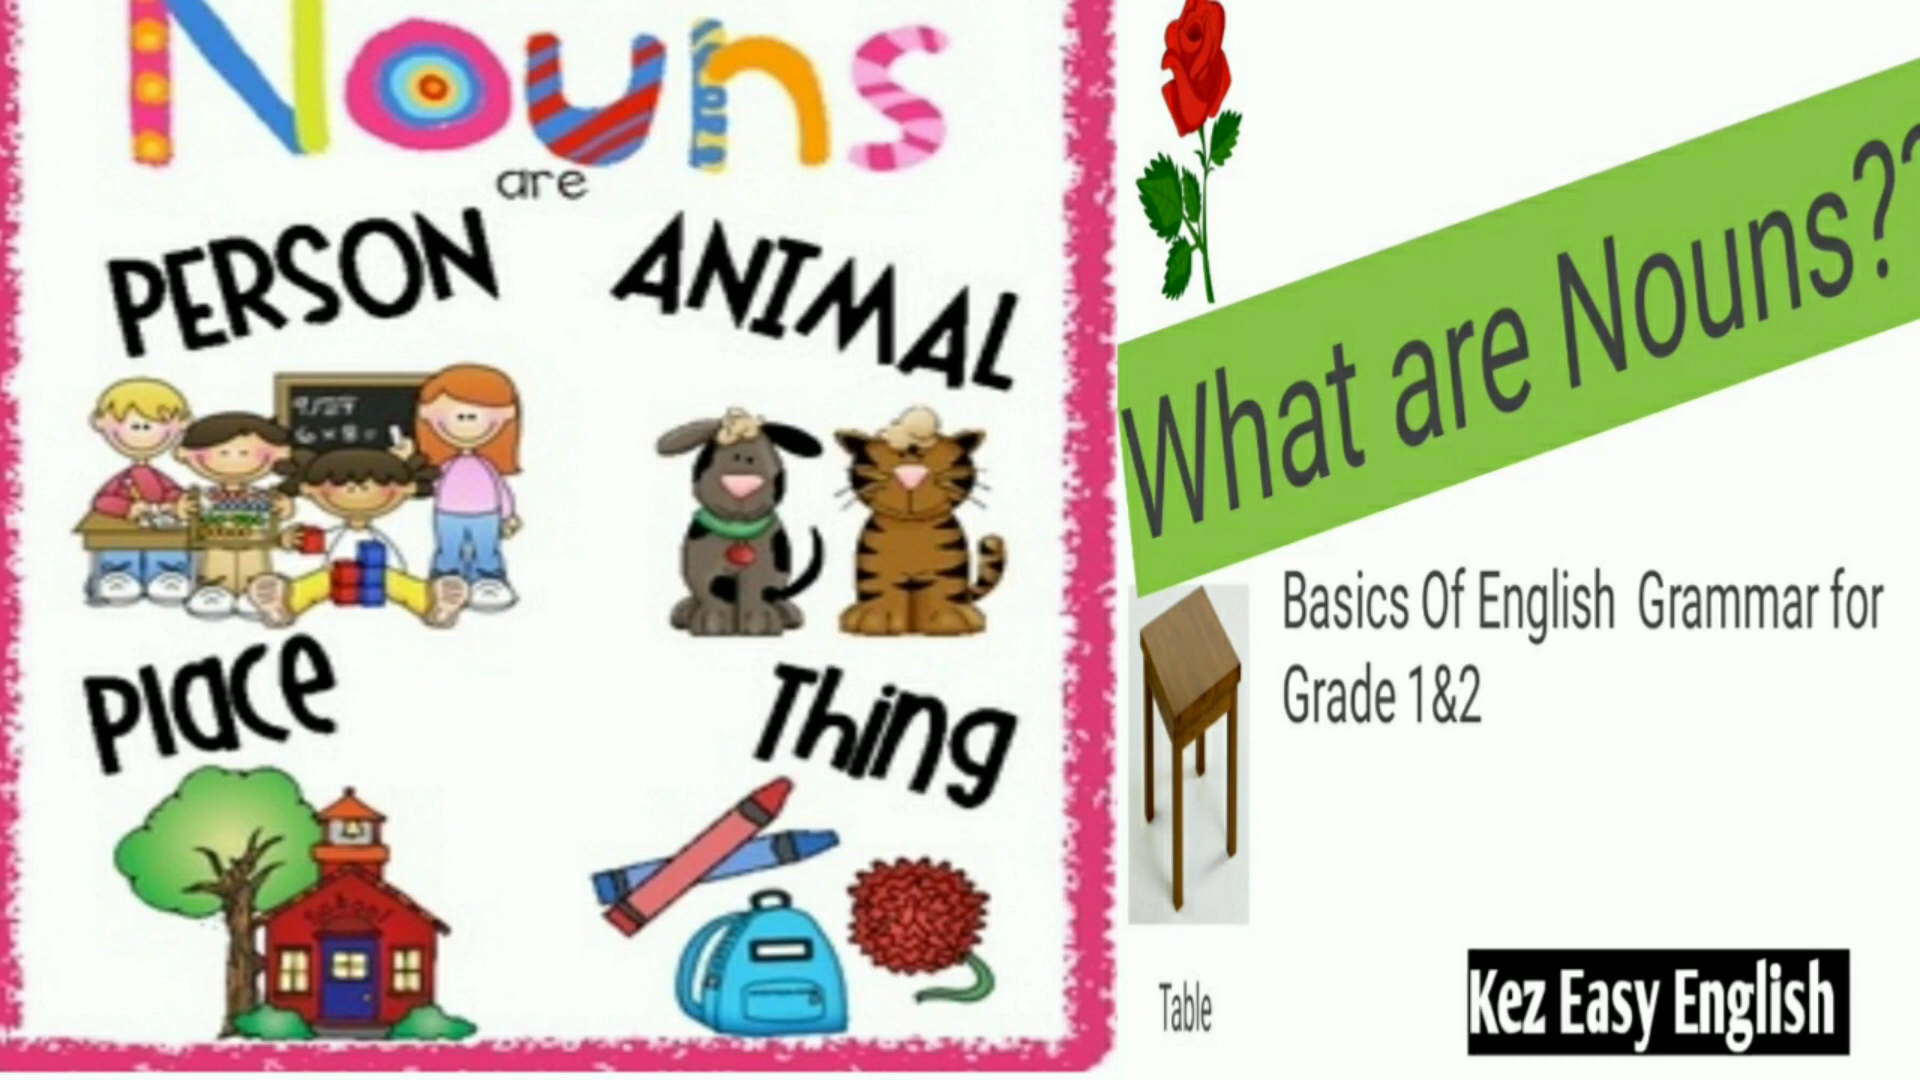 Nouns
are
PERSON
ANIMAL
Place
Thing
School
What are Nouns??
Basics Of English Grammar for
Grade 1&2
Table
Kez Easy English